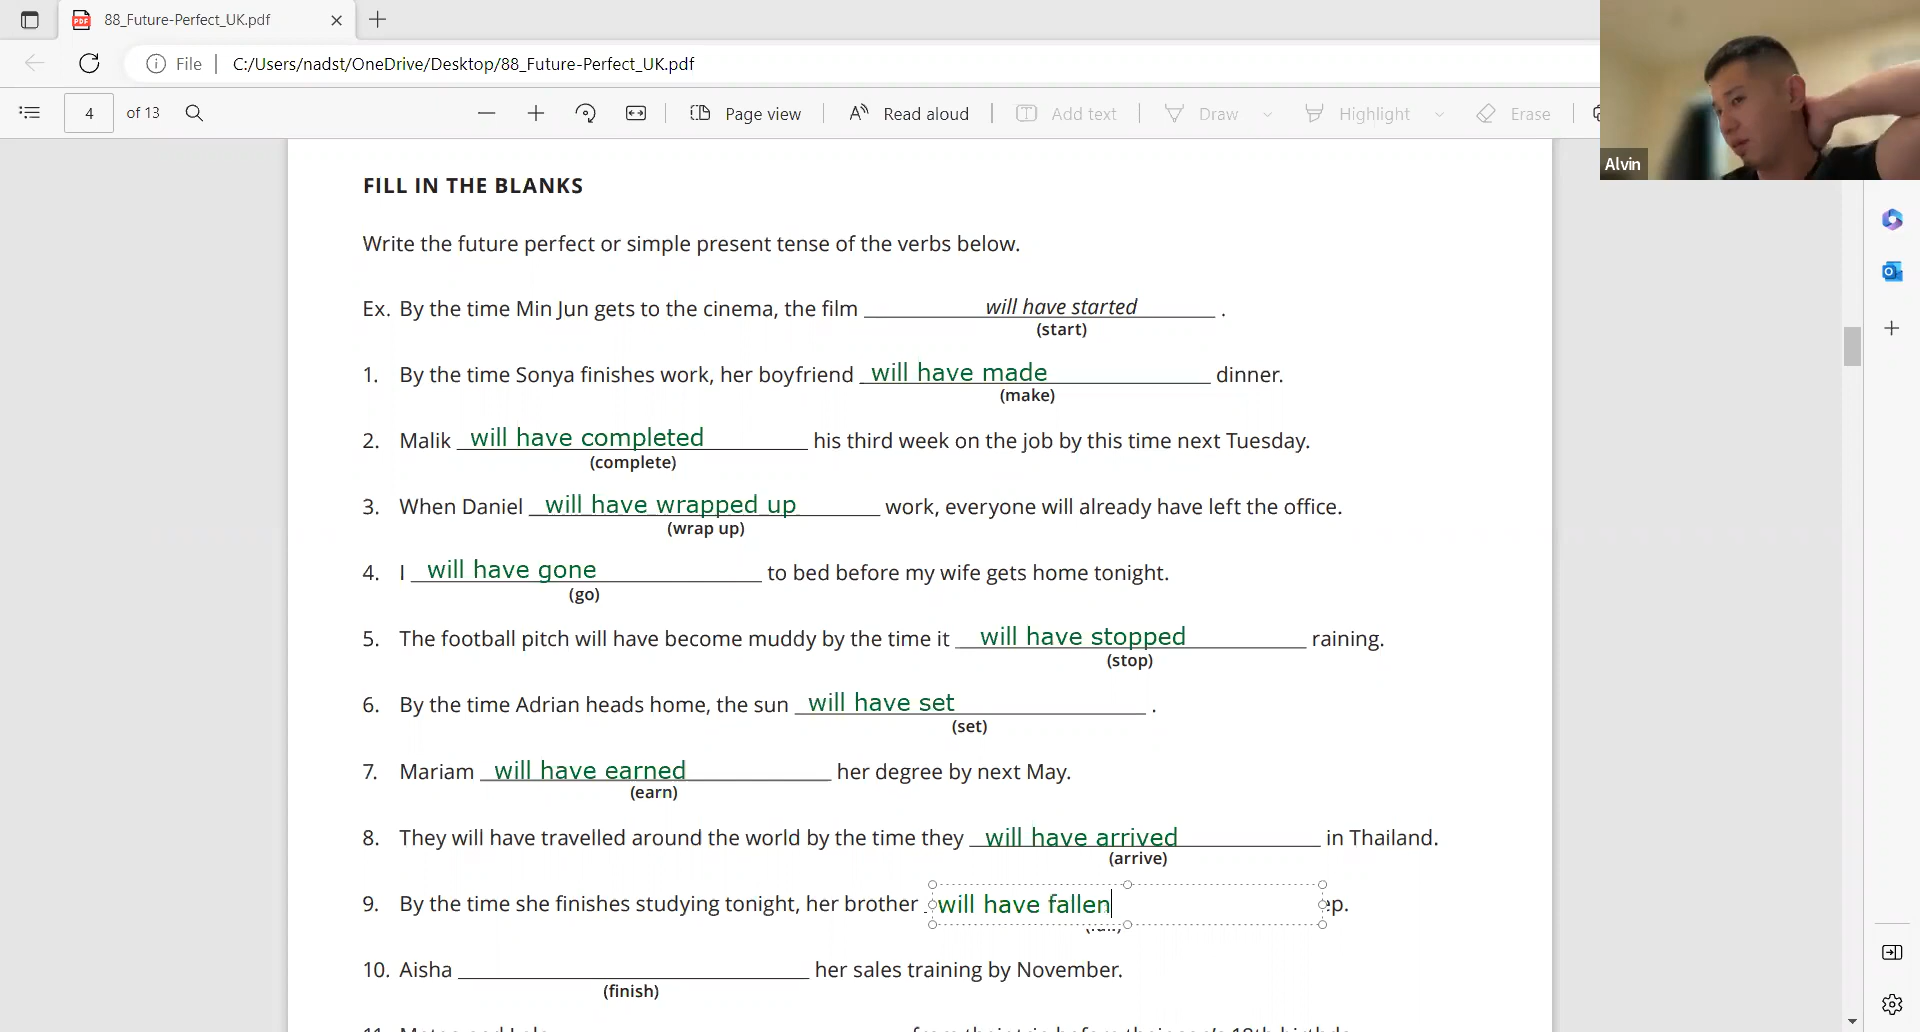 88_Future-Perfect_UK.pdf
File
C:/Users/nadst/OneDrive/Desktop/88_Future-Perfect_UK.pdf
4 of 13
Page view
Read aloud
Add text
Draw
Highlight
Erase
Alvin
FILL IN THE BLANKS
Write the future perfect or simple present tense of the verbs below.
Ex. By the time Min Jun gets to the cinema, the film will have started .
(start)
1. By the time Sonya finishes work, her boyfriend will have made dinner.
(make)
2. Malik will have completed his third week on the job by this time next Tuesday.
(complete)
3. When Daniel will have wrapped up work, everyone will already have left the office.
(wrap up)
4. I will have gone to bed before my wife gets home tonight.
(go)
5. The football pitch will have become muddy by the time it will have stopped raining.
(stop)
6. By the time Adrian heads home, the sun will have set .
(set)
7. Mariam will have earned her degree by next May.
(earn)
8. They will have travelled around the world by the time they will have arrived in Thailand.
(arrive)
9. By the time she finishes studying tonight, her brother will have fallen
10. Aisha her sales training by November.
(finish)